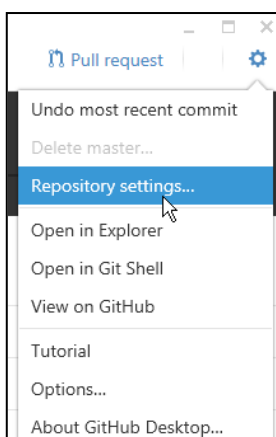 Pull request
Undo most recent commit
Delete master...
Repository settings...
Open in Explorer
Open in Git Shell
View on GitHub
Tutorial
Options...
About GitHub Desktop...